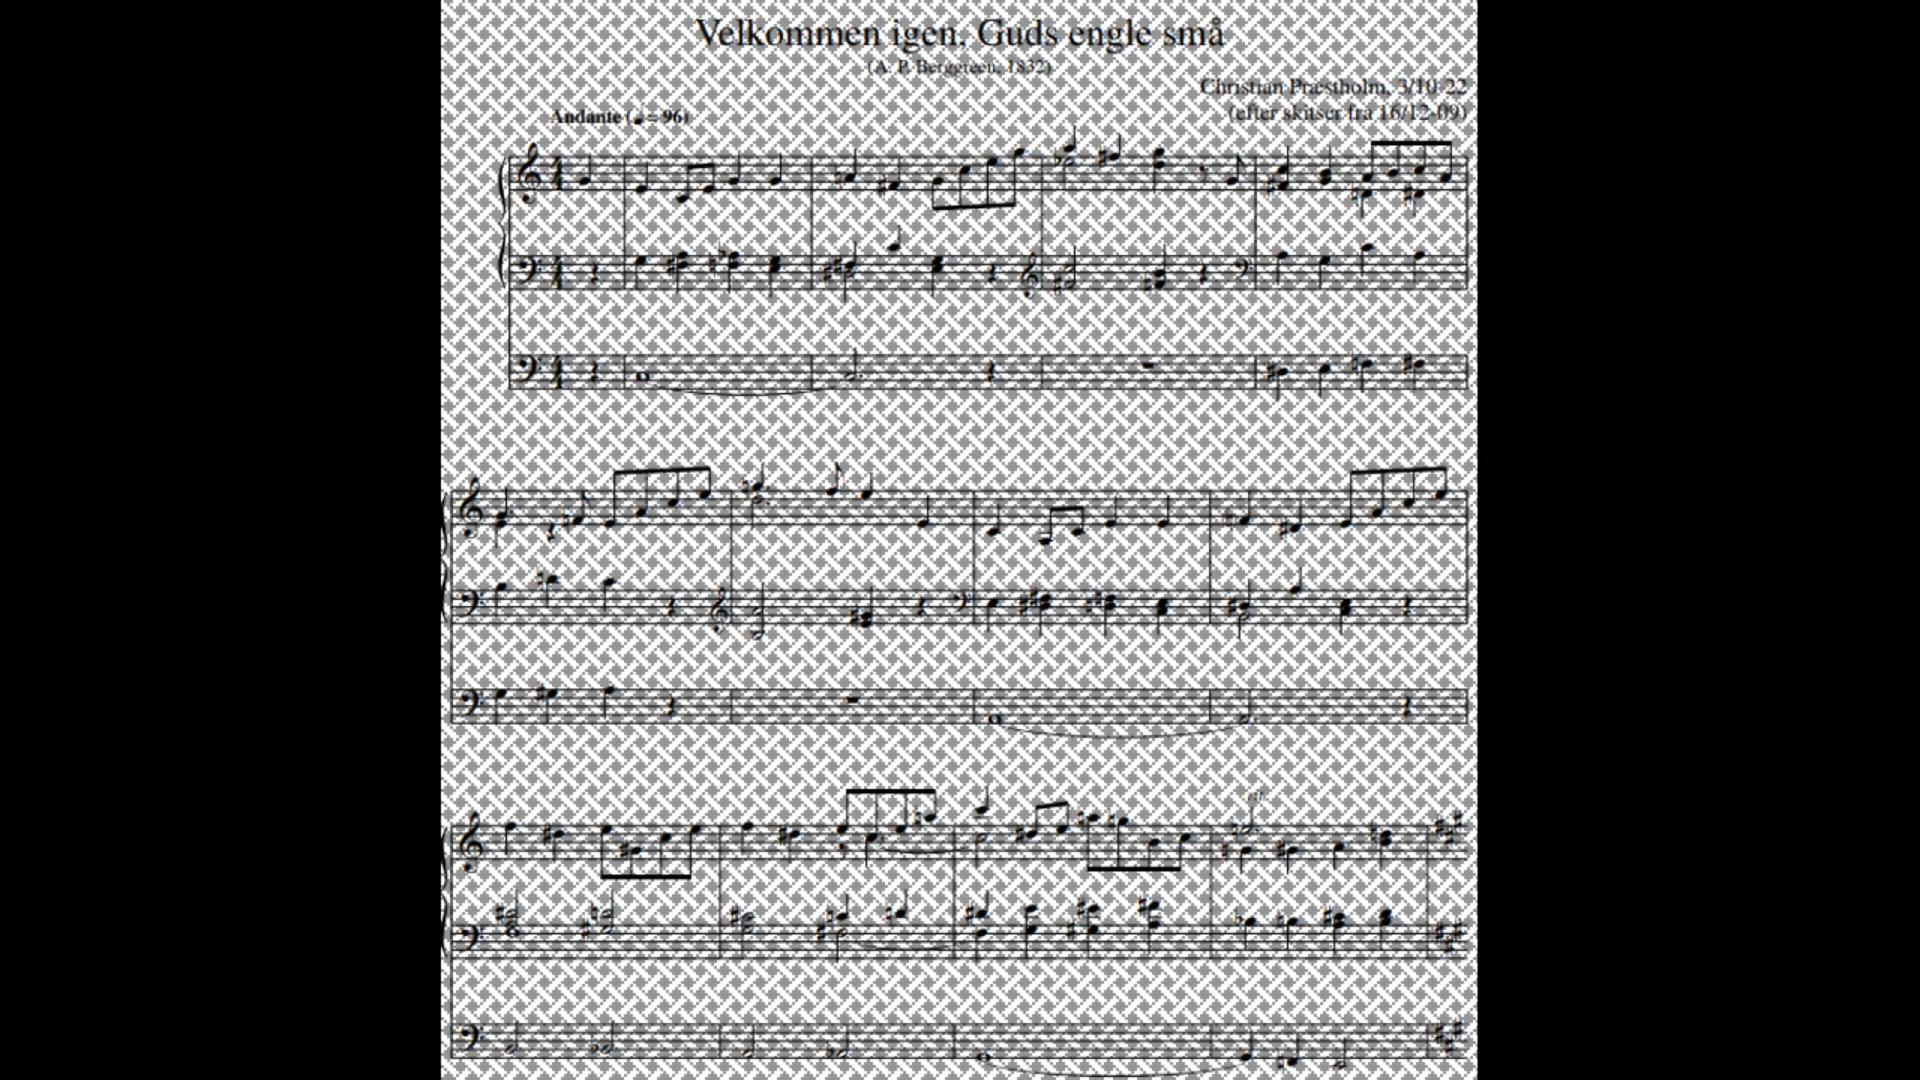 Velkommen igen, Guds engle små
(A. P. Berggreen, 1832)
Christian Præstholm, 3/10-22
(efter skitser fra 16/12-09)
Andante (♩ = 96)
rit.